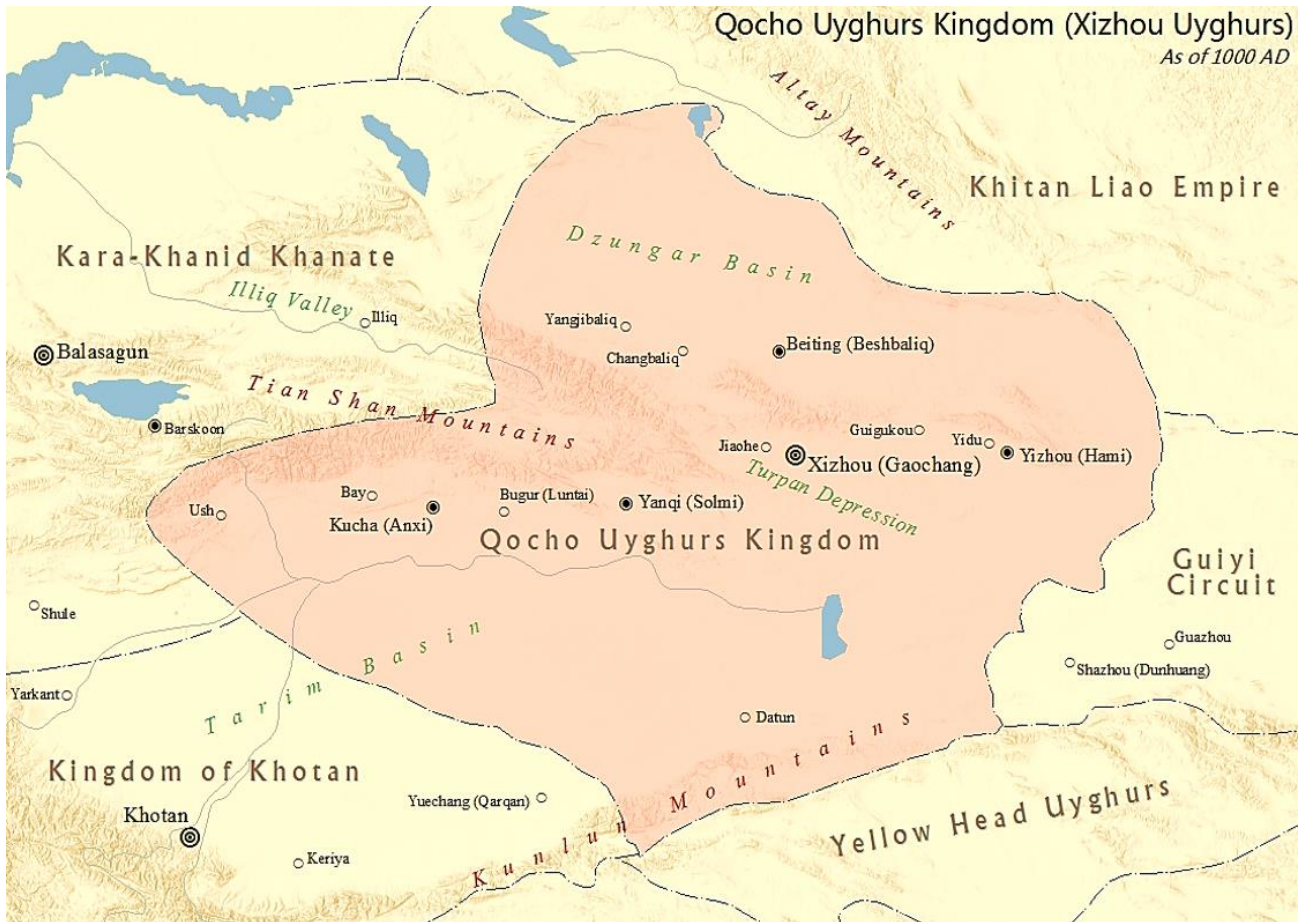 Qocho Uyghurs Kingdom (Xizhou Uyghurs)
As of 1000 AD
Altay Mountains
Khitan Liao Empire
Dzungar Basin
Kara-Khanid Khanate
Illiq Valley
Illiq
Yangjibaliq
Changbaliq
Beiting (Beshbaliq)
Balasagun
Tian Shan Mountains
Barskoon
Guigukou
Yidu
Yizhou (Hami)
Jiaohe
Xizhou (Gaochang)
Turpan Depression
Bay
Bugur (Luntai)
Yanqi (Solmi)
Ush
Kucha (Anxi)
Qocho Uyghurs Kingdom
Guiyi
Circuit
Shule
Guazhou
Shazhou (Dunhuang)
Tarim Basin
Yarkant
Datun
Kingdom of Khotan
Kunlun Mountains
Yuechang (Qarqan)
Yellow Head Uyghurs
Khotan
Keriya